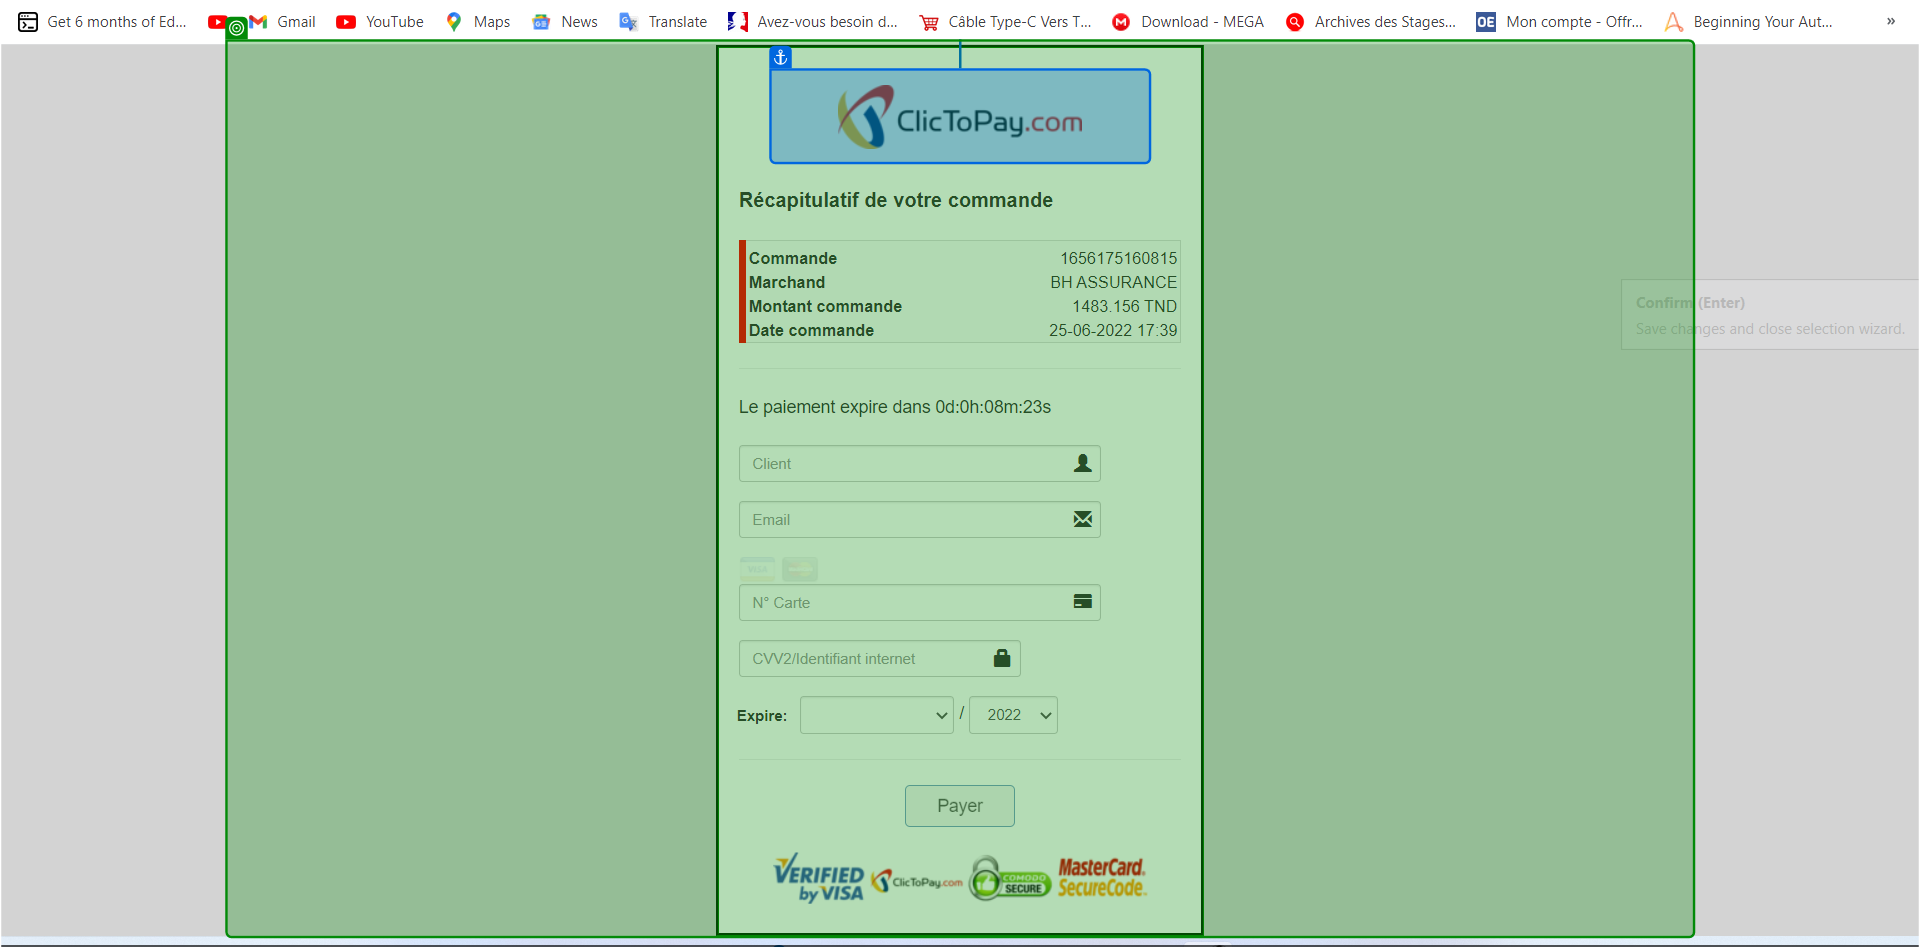 Get 6 months of Ed... Gmail YouTube Maps News Translate Avez-vous besoin d... Câble Type-C Vers T... Download - MEGA Archives des Stages... OE Mon compte - Offr... Beginning Your Aut... »
ClicToPay.com
Récapitulatif de votre commande
Commande 1656175160815
Marchand BH ASSURANCE
Montant commande 1483.156 TND
Date commande 25-06-2022 17:39
Confirm (Enter)
Save changes and close selection wizard.
Le paiement expire dans 0d:0h:08m:23s
Client
Email
VISA
N° Carte
CVV2/Identifiant internet
Expire: / 2022
Payer
VERIFIED by VISA
ClicToPay.com
COMODO SECURE
MasterCard. SecureCode.